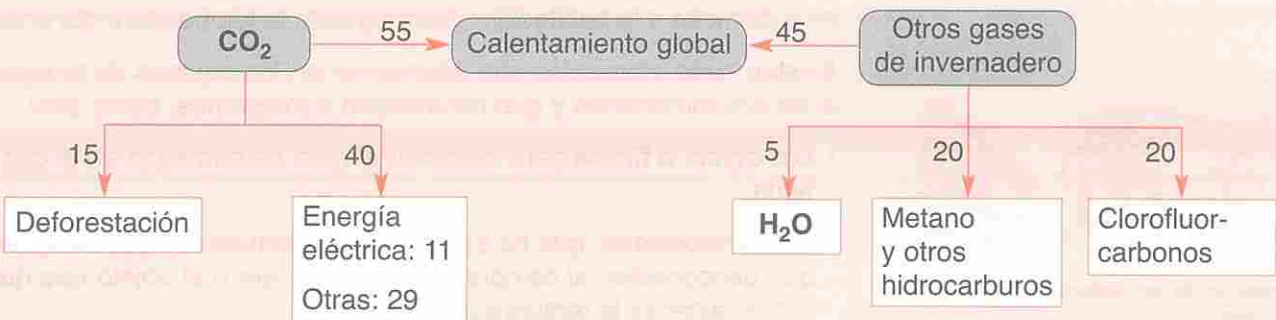 CO₂
55
Calentamiento global
45
Otros gases
de invernadero
15
40
5
20
20
Deforestación
Energía
eléctrica: 11
Otras: 29
H₂O
Metano
y otros
hidrocarburos
Clorofluor-
carbonos